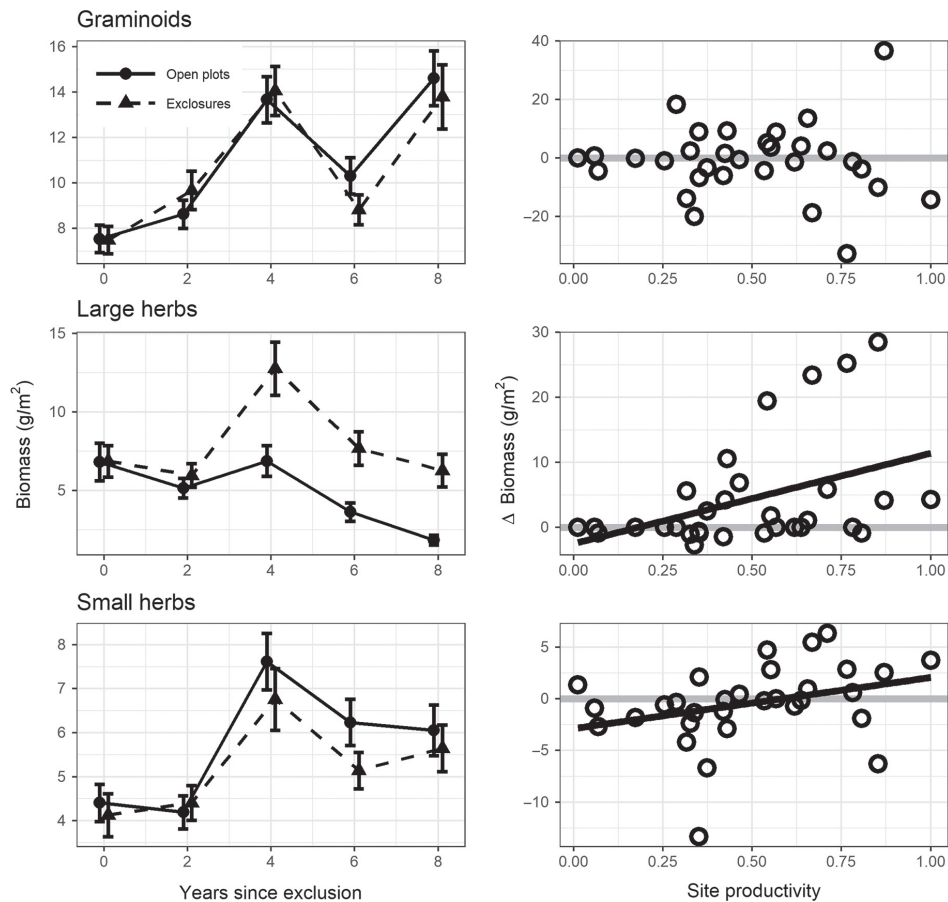 Graminoids
Open plots
Exclosures
16
14
12
10
8
0 2 4 6 8
40
20
0
−20
0.00 0.25 0.50 0.75 1.00
Large herbs
15
10
5
0 2 4 6 8
30
20
10
0
0.00 0.25 0.50 0.75 1.00
Biomass (g/m²)
Δ Biomass (g/m²)
Small herbs
8
7
6
5
4
0 2 4 6 8
5
0
−5
−10
0.00 0.25 0.50 0.75 1.00
Years since exclusion
Site productivity